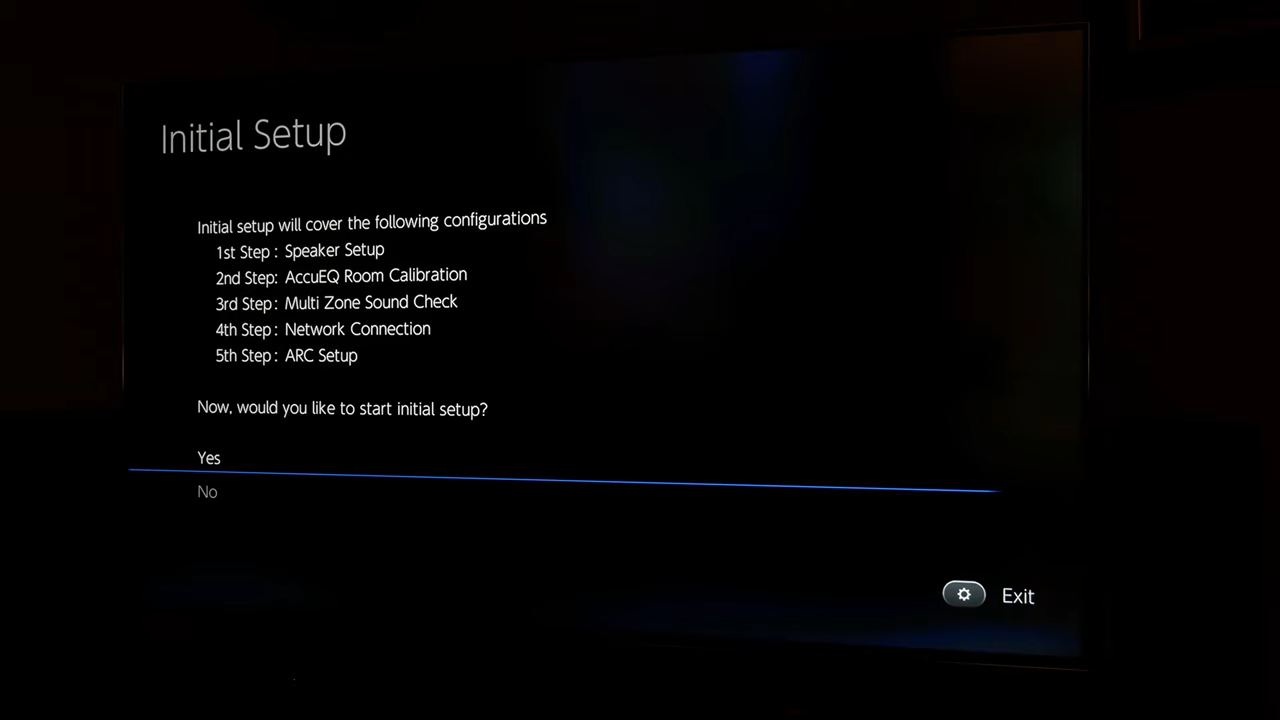 Initial Setup
Initial setup will cover the following configurations
1st Step : Speaker Setup
2nd Step: AccuEQ Room Calibration
3rd Step : Multi Zone Sound Check
4th Step : Network Connection
5th Step : ARC Setup
Now, would you like to start initial setup?
Yes
No
Exit